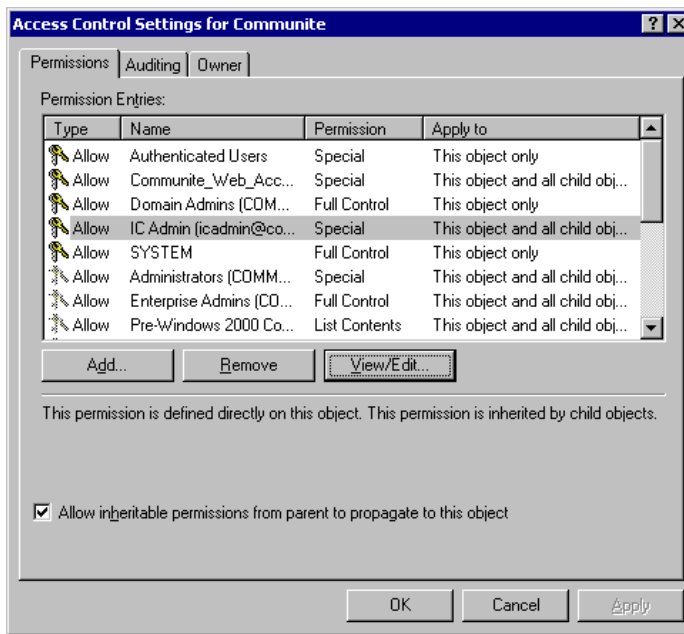 Access Control Settings for Communite
Permissions Auditing Owner
Permission Entries:
Type Name Permission Apply to
Allow Authenticated Users Special This object only
Allow Communite_Web_Acc... Special This object and all child obj...
Allow Domain Admins (COM... Full Control This object only
Allow IC Admin (icadmin@co... Special This object and all child obj...
Allow SYSTEM Full Control This object only
Allow Administrators (COMM... Special This object and all child obj...
Allow Enterprise Admins (CO... Full Control This object and all child obj...
Allow Pre-Windows 2000 Co... List Contents This object and all child obj...
Add... Remove View/Edit...
This permission is defined directly on this object. This permission is inherited by child objects.
Allow inheritable permissions from parent to propagate to this object
OK Cancel Apply